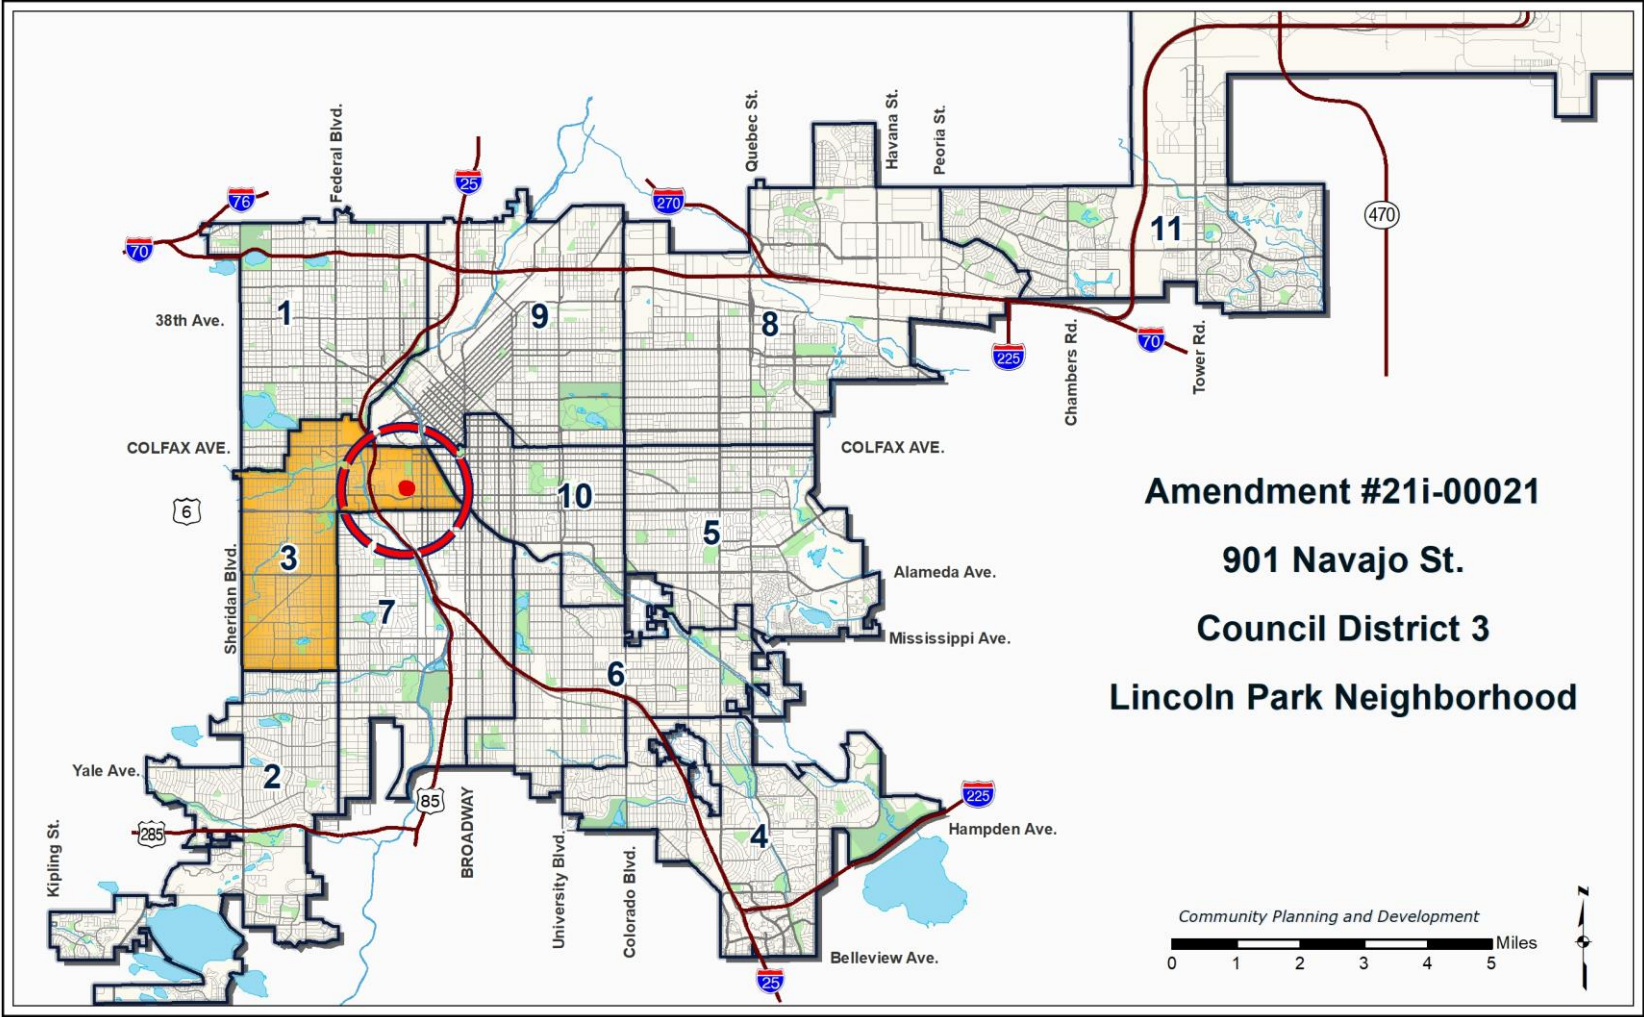 Federal Blvd.
Quebec St.
Havana St.
Peoria St.
76
25
270
470
70
11
38th Ave.
1
9
8
225
Chambers Rd.
70
Tower Rd.
COLFAX AVE.
COLFAX AVE.
6
10
3
5
Sheridan Blvd.
7
Alameda Ave.
Mississippi Ave.
6
Amendment #21i-00021
901 Navajo St.
Council District 3
Lincoln Park Neighborhood
Yale Ave.
2
85
225
285
BROADWAY
4
Hampden Ave.
Kipling St.
University Blvd.
Colorado Blvd.
Belleview Ave.
25
Community Planning and Development
Miles
0 1 2 3 4 5
N